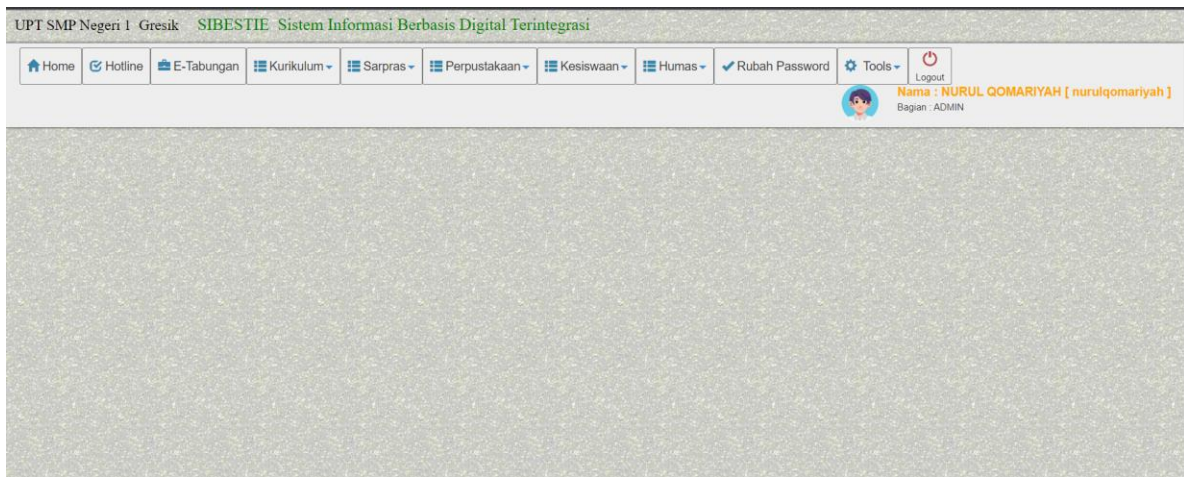 UPT SMP Negeri 1 Gresik SIBESTIE Sistem Informasi Berbasis Digital Terintegrasi
Home Hotline E-Tabungan Kurikulum Sarpras Perpustakaan Kesiswaan Humas Rubah Password Tools Logout
Nama : NURUL QOMARIYAH [ nurulqomariyah ]
Bagian : ADMIN